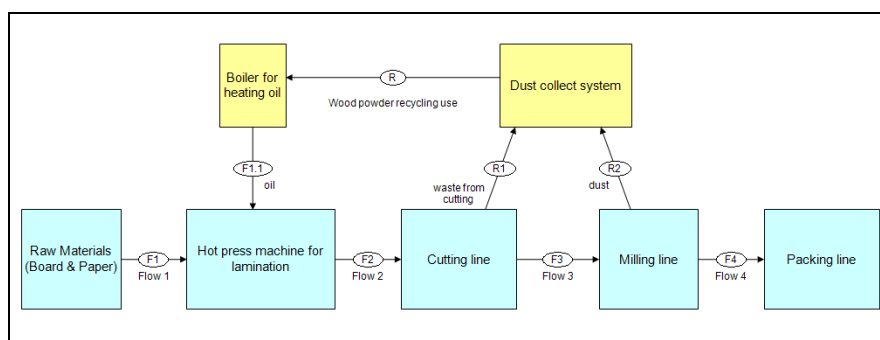 Boiler for
heating oil
R
Dust collect system
Wood powder recycling use
F1.1
oil
R1
waste from
cutting
R2
dust
Raw Materials
(Board & Paper)
F1
Flow 1
Hot press machine for
lamination
F2
Flow 2
Cutting line
F3
Flow 3
Milling line
F4
Flow 4
Packing line